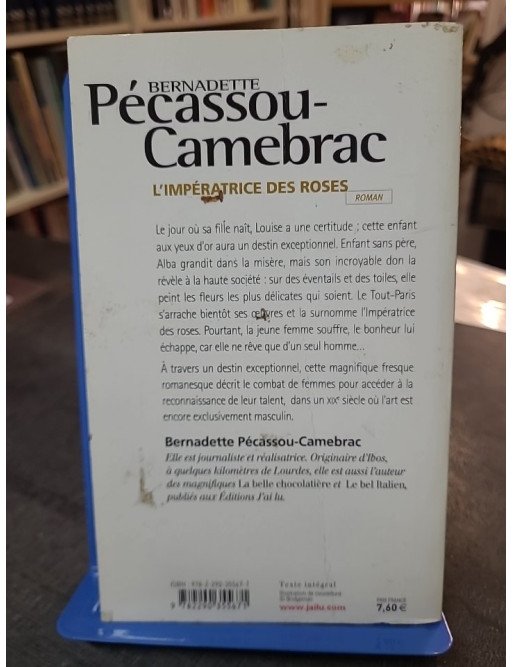 BERNADETTE
Pécassou-
Camebrac
L'IMPÉRATRICE DES ROSES
ROMAN
Le jour où sa fille naît, Louise a une certitude : cette enfant
aux yeux d'or aura un destin exceptionnel. Enfant sans père,
Alba grandit dans la misère, mais son incroyable don la
révèle à la haute société : sur des éventails et des toiles, elle
peint les fleurs les plus délicates qui soient. Le Tout-Paris
s'arrache bientôt ses œuvres et la surnomme l'Impératrice
des roses. Pourtant, la jeune femme souffre, le bonheur lui
échappe, car elle ne rêve que d'un seul homme...
À travers un destin exceptionnel, cette magnifique fresque
romanesque décrit le combat de femmes pour accéder à la
reconnaissance de leur talent, dans un XIXe siècle où l'art est
encore exclusivement masculin.
Bernadette Pécassou-Camebrac
Elle est journaliste et réalisatrice. Originaire d'Ibos,
à quelques kilomètres de Lourdes, elle est aussi l'auteur
des magnifiques La belle chocolatière et Le bel Italien,
publiés aux Éditions J'ai lu.
Texte intégral
Illustration de couverture
www.jailu.com
PRIX FRANCE
7,60 €